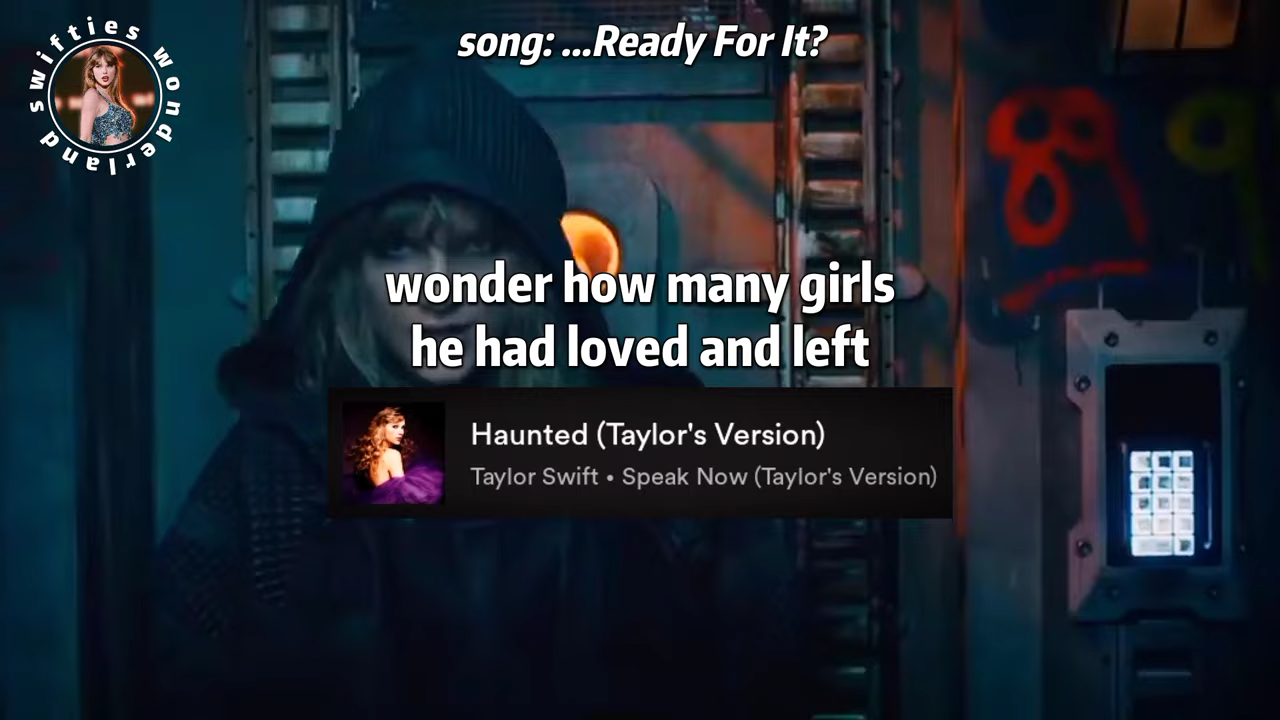 swifties wonderland
song: ...Ready For It?
89
wonder how many girls
he had loved and left
Haunted (Taylor's Version)
Taylor Swift • Speak Now (Taylor's Version)